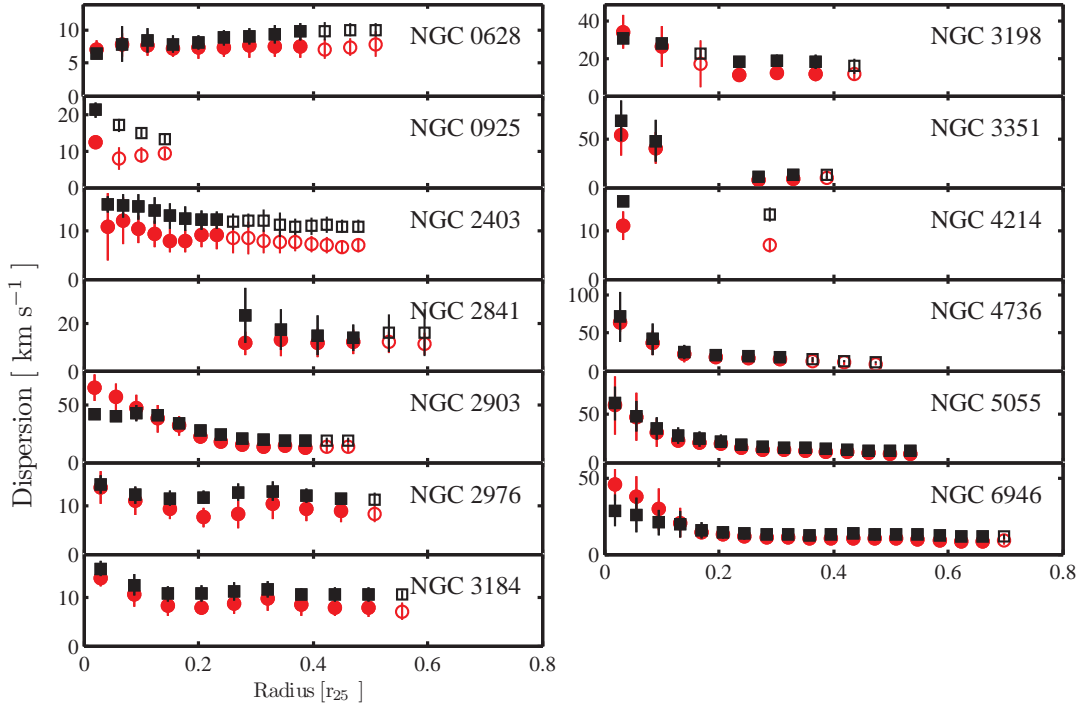 10
5
0
NGC 0628
20
10
0
NGC 0925
10
0
NGC 2403
20
0
NGC 2841
50
0
NGC 2903
10
0
NGC 2976
10
0
NGC 3184
0 0.2 0.4 0.6 0.8
Radius [r25]
Dispersion [ km s−1 ]
40
20
0
NGC 3198
50
0
NGC 3351
10
0
NGC 4214
100
50
0
NGC 4736
50
0
NGC 5055
50
0
NGC 6946
0 0.2 0.4 0.6 0.8